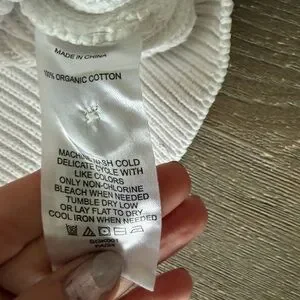 MADE IN CHINA
100% ORGANIC COTTON
MACHINE WASH COLD
DELICATE CYCLE WITH
LIKE COLORS
ONLY NON-CHLORINE
BLEACH WHEN NEEDED
TUMBLE DRY LOW
OR LAY FLAT TO DRY
COOL IRON WHEN NEEDED